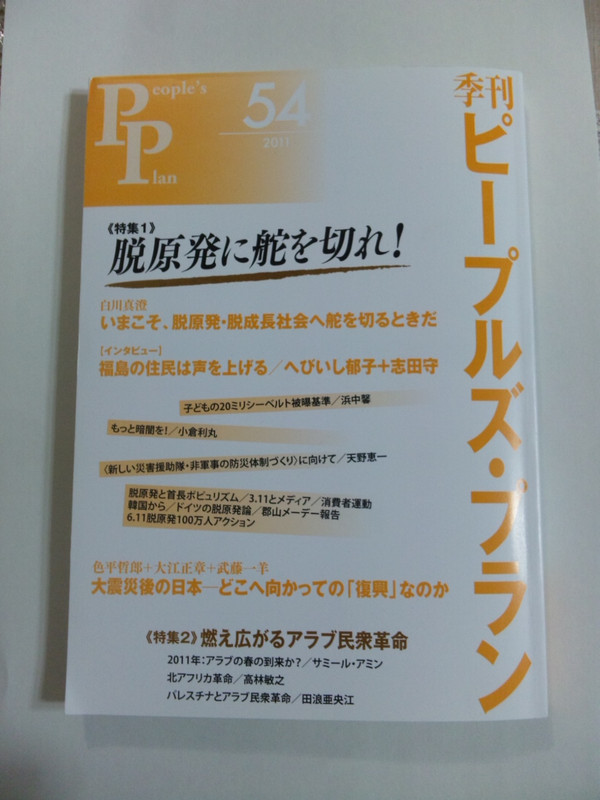 People's
Plan
54
2011
季刊
ピープルズ・プラン
《特集1》
脱原発に舵を切れ!
白川真澄
いまこそ、脱原発・脱成長社会へ舵を切るときだ
【インタビュー】
福島の住民は声を上げる／へびいし郁子＋志田守
子どもの20ミリシーベルト被曝基準／浜中馨
もっと暗闇を!／小倉利丸
〈新しい災害援助隊・非軍事の防災体制づくり〉に向けて／天野恵一
脱原発と首長ポピュリズム／3.11とメディア／消費者運動
韓国から／ドイツの脱原発論／郡山メーデー報告
6.11脱原発100万人アクション
色平哲郎＋大江正章＋武藤一羊
大震災後の日本─どこへ向かっての「復興」なのか
《特集2》燃え広がるアラブ民衆革命
2011年：アラブの春の到来か？／サミール・アミン
北アフリカ革命／高林敏之
パレスチナとアラブ民衆革命／田浪亜央江